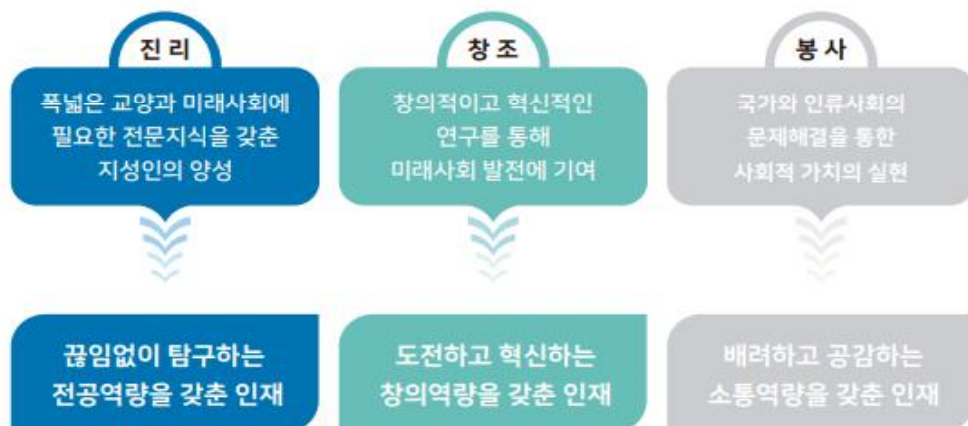 진리
폭넓은 교양과 미래사회에
필요한 전문지식을 갖춘
지성인의 양성
끊임없이 탐구하는
전공역량을 갖춘 인재
창조
창의적이고 혁신적인
연구를 통해
미래사회 발전에 기여
도전하고 혁신하는
창의역량을 갖춘 인재
봉사
국가와 인류사회의
문제해결을 통한
사회적 가치의 실현
배려하고 공감하는
소통역량을 갖춘 인재